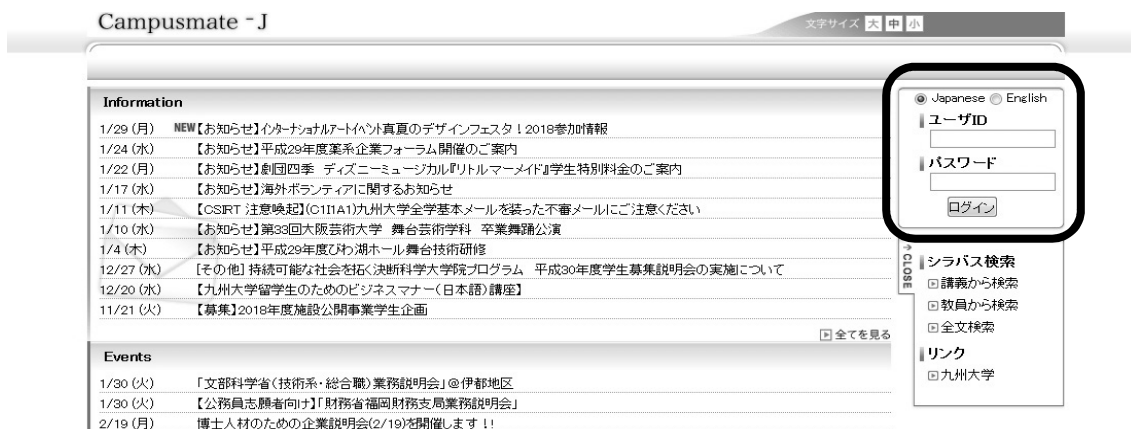 Campusmate-J
文字サイズ 大 中 小
Information
1/29（月） NEW【お知らせ】インターナショナルアートイベント真夏のデザインフェスタ！2018参加情報
1/24（水） 【お知らせ】平成29年度薬系企業フォーラム開催のご案内
1/22（月） 【お知らせ】劇団四季 ディズニーミュージカル『リトルマーメイド』学生特別料金のご案内
1/17（水） 【お知らせ】海外ボランティアに関するお知らせ
1/11（木） 【CSIRT 注意喚起】(C1I1A1)九州大学全学基本メールを装った不審メールにご注意ください
1/10（水） 【お知らせ】第33回大阪芸術大学 舞台芸術学科 卒業舞踊公演
1/4（木） 【お知らせ】平成29年度びわ湖ホール舞台技術研修
12/27（水） [その他] 持続可能な社会を拓く決断科学大学院プログラム 平成30年度学生募集説明会の実施について
12/20（水） 【九州大学留学生のためのビジネスマナー（日本語）講座】
11/21（火） 【募集】2018年度施設公開事業学生企画
全てを見る
Events
1/30（火） 「文部科学省（技術系・総合職）業務説明会」＠伊都地区
1/30（火） 【公務員志願者向け】「財務省福岡財務支局業務説明会」
2/19（月） 博士人材のための企業説明会(2/19)を開催します！！
Japanese English
ユーザID
パスワード
ログイン
CLOSE
シラバス検索
講義から検索
教員から検索
全文検索
リンク
九州大学